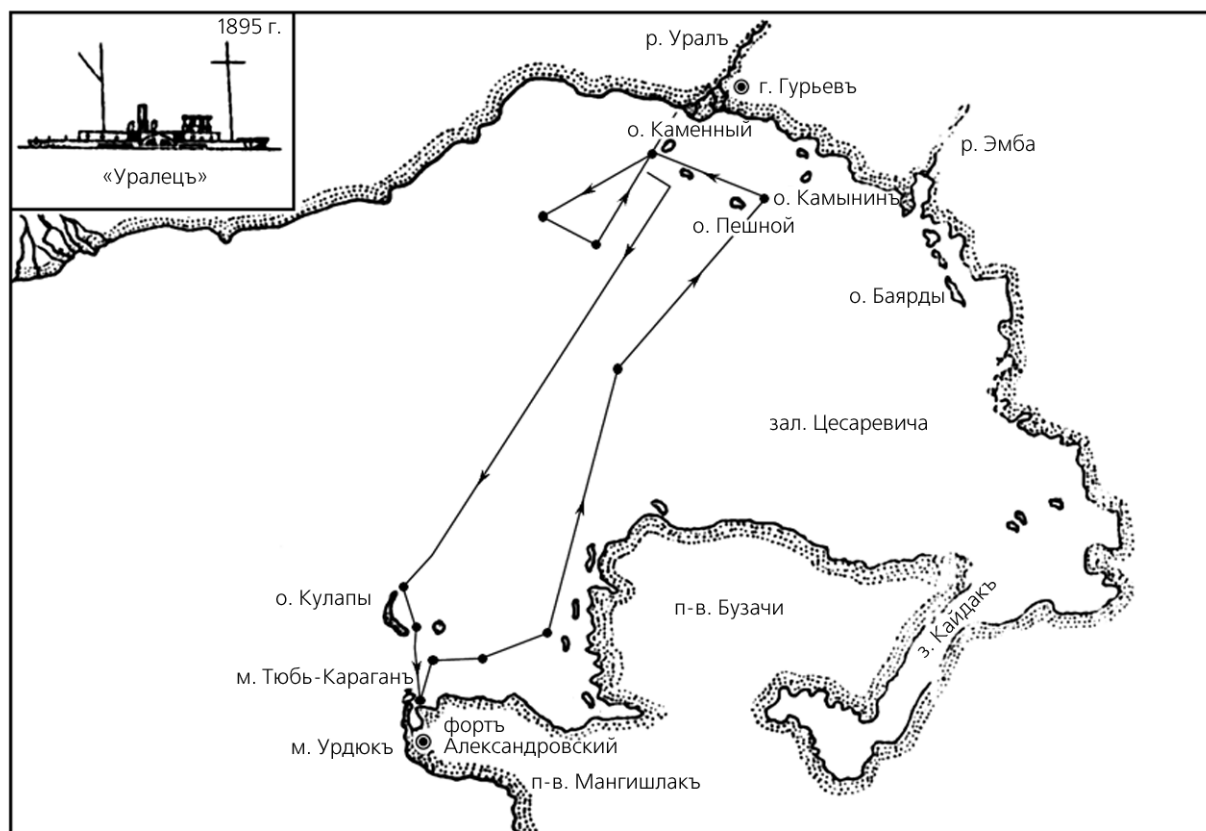 1895 г.
«Уралецъ»
р. Уралъ
г. Гурьевъ
о. Каменный
р. Эмба
о. Камынинъ
о. Пешной
о. Баярды
зал. Цесаревича
о. Кулапы
п-в. Бузачи
з. Кайдакъ
м. Тюбь-Караганъ
фортъ
Александровский
м. Урдюкъ
п-в. Мангишлакъ